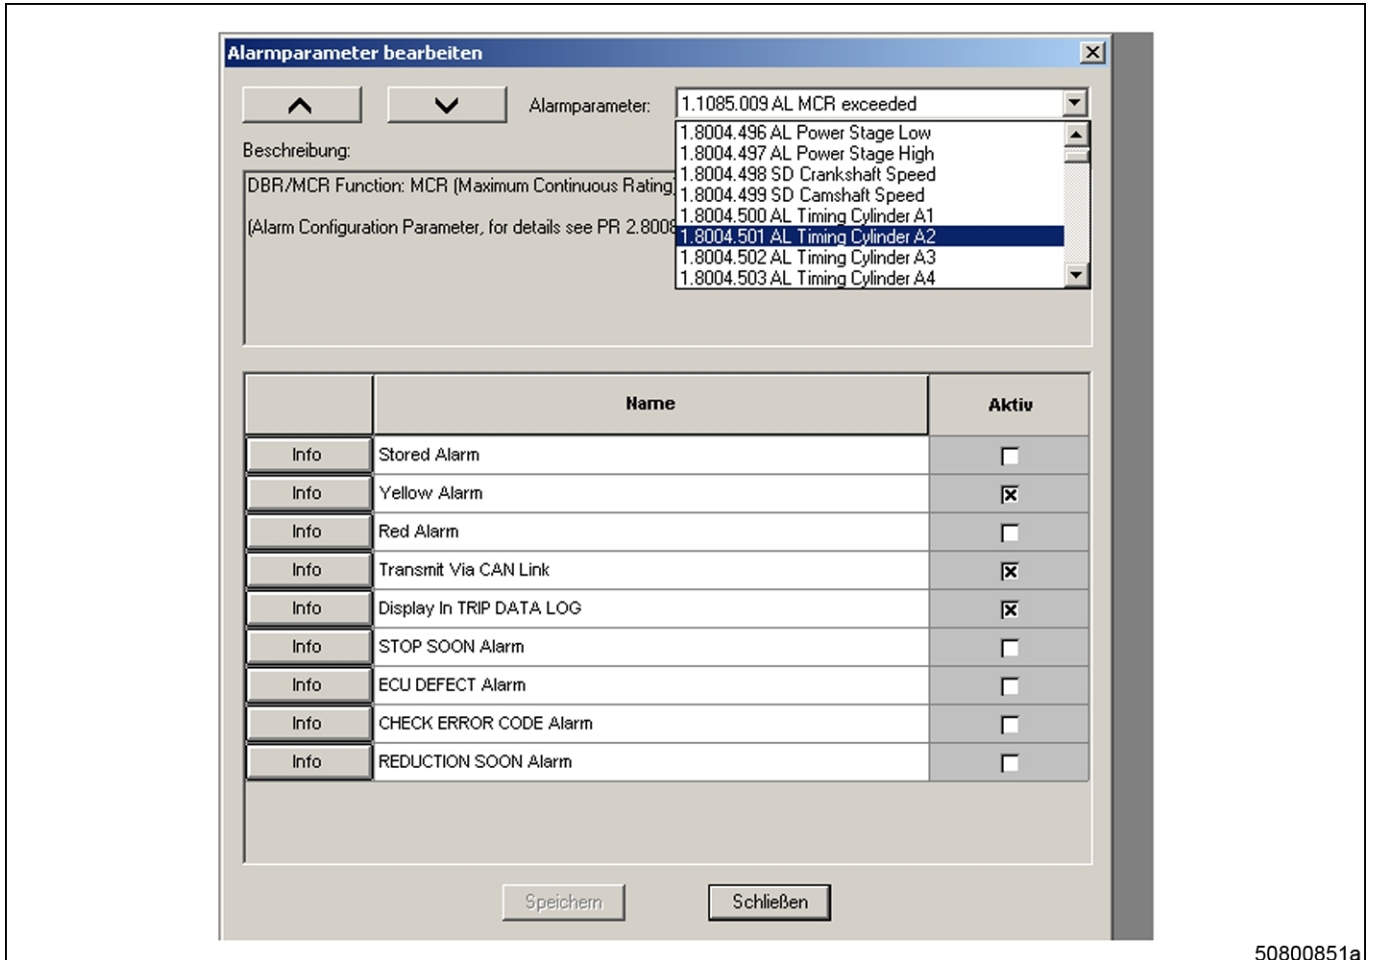 Alarmparameter bearbeiten
Alarmparameter: 1.1085.009 AL MCR exceeded
1.8004.496 AL Power Stage Low
1.8004.497 AL Power Stage High
1.8004.498 SD Crankshaft Speed
1.8004.499 SD Camshaft Speed
1.8004.500 AL Timing Cylinder A1
1.8004.501 AL Timing Cylinder A2
1.8004.502 AL Timing Cylinder A3
1.8004.503 AL Timing Cylinder A4
Beschreibung:
DBR/MCR Function: MCR (Maximum Continuous Rating)
(Alarm Configuration Parameter, for details see PR 2.8008
Name Aktiv
Info Stored Alarm
Info Yellow Alarm
Info Red Alarm
Info Transmit Via CAN Link
Info Display In TRIP DATA LOG
Info STOP SOON Alarm
Info ECU DEFECT Alarm
Info CHECK ERROR CODE Alarm
Info REDUCTION SOON Alarm
Speichern Schließen
50800851a